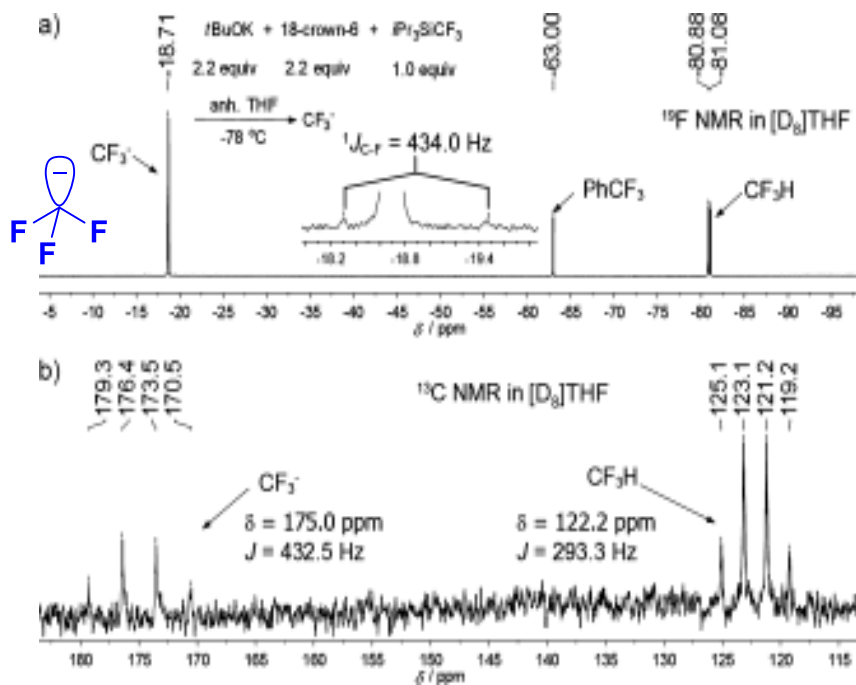 a)
-18.71
tBuOK + 18-crown-6 + iPr3SiCF3
2.2 equiv 2.2 equiv 1.0 equiv
anh. THF
-78 ºC
CF3-
-63.00
-80.88
-81.08
19F NMR in [D8]THF
CF3-
1JC-F = 434.0 Hz
PhCF3
CF3H
−
F F F
-18.2 -18.8 -19.4
-5 -10 -15 -20 -25 -30 -35 -40 -45 -50 -55 -60 -65 -70 -75 -80 -85 -90 -95
δ / ppm
b)
179.3
176.4
173.5
170.5
13C NMR in [D8]THF
125.1
123.1
121.2
119.2
CF3-
δ = 175.0 ppm
J = 432.5 Hz
CF3H
δ = 122.2 ppm
J = 293.3 Hz
180 175 170 165 160 155 150 145 140 135 130 125 120 115
δ / ppm